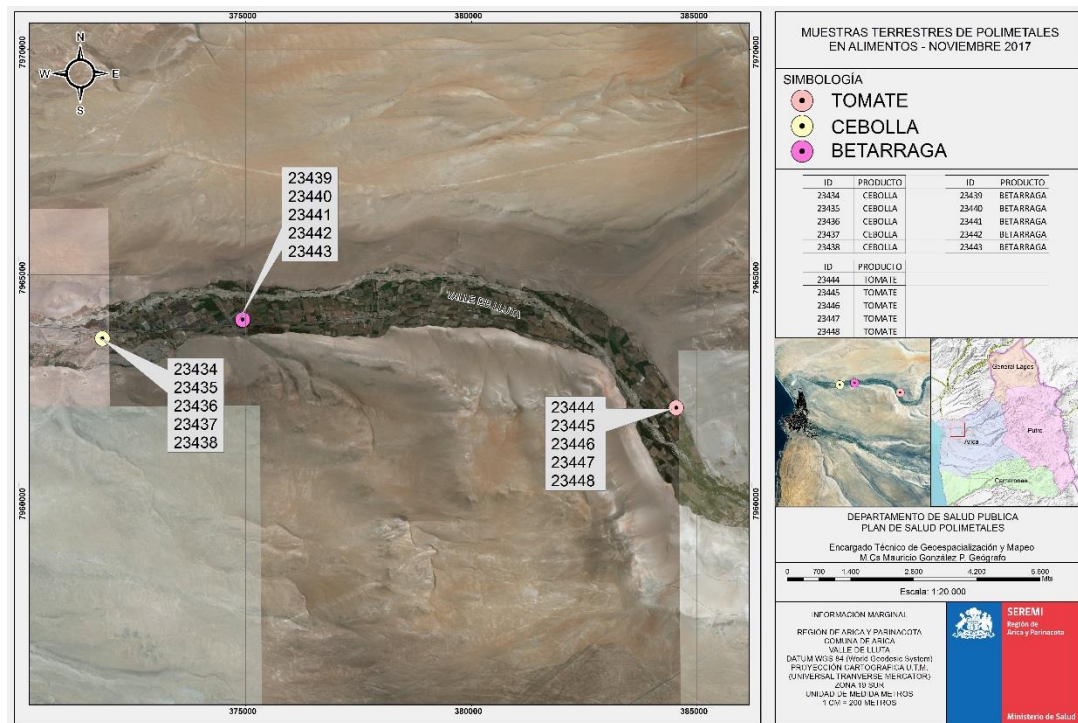 375000
380000
385000
7970000
7970000
N
W
E
S
23439
23440
23441
23442
23443
7965000
7965000
VALLE DE LLUTA
23434
23435
23436
23437
23438
23444
23445
23446
23447
23448
7960000
7960000
375000
380000
385000
MUESTRAS TERRESTRES DE POLIMETALES
EN ALIMENTOS - NOVIEMBRE 2017
SIMBOLOGÍA
TOMATE
CEBOLLA
BETARRAGA
ID PRODUCTO
23434 CEBOLLA
23435 CEBOLLA
23436 CEBOLLA
23437 CEBOLLA
23438 CEBOLLA
ID PRODUCTO
23439 BETARRAGA
23440 BETARRAGA
23441 BETARRAGA
23442 BETARRAGA
23443 BETARRAGA
ID PRODUCTO
23444 TOMATE
23445 TOMATE
23446 TOMATE
23447 TOMATE
23448 TOMATE
General Lagos
Putre
Arica
Camarones
DEPARTAMENTO DE SALUD PUBLICA
PLAN DE SALUD POLIMETALES
Encargado Técnico de Geoespacialización y Mapeo
M.Cs Mauricio González P. Geógrafo
0 700 1.400 2.800 4.200 5.600
Mts
Escala: 1:20.000
INFORMACIÓN MARGINAL
REGIÓN DE ARICA Y PARINACOTA
COMUNA DE ARICA
VALLE DE LLUTA
DATUM WGS 84 (World Geodesic System)
PROYECCIÓN CARTOGRAFICA U.T.M.
(UNIVERSAL TRANVERSE MERCATOR)
ZONA 19 SUR
UNIDAD DE MEDIDA METROS
1 CM = 200 METROS
SEREMI
Región de
Arica y Parinacota
Ministerio de Salud